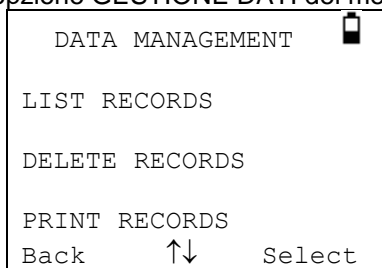 DATA MANAGEMENT
LIST RECORDS
DELETE RECORDS
PRINT RECORDS
Back ↑↓ Select